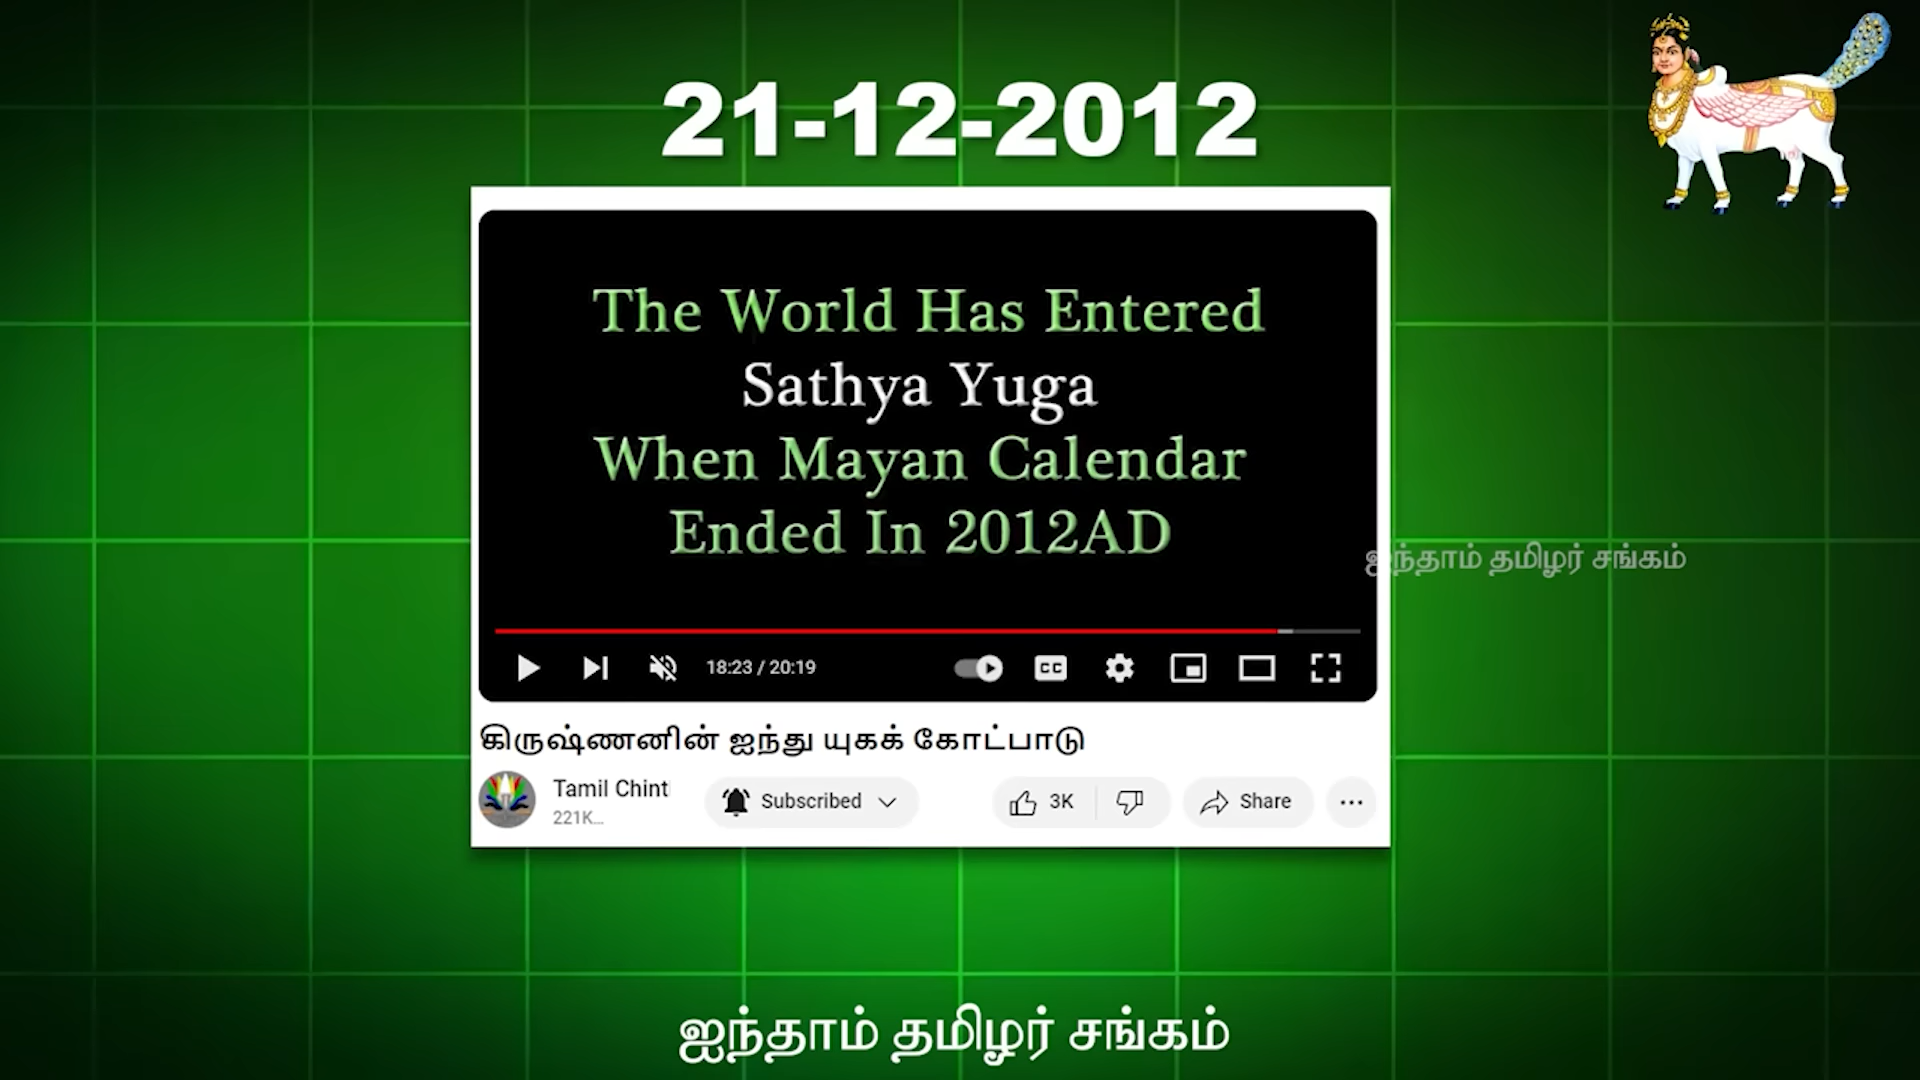 21-12-2012
The World Has Entered
Sathya Yuga
When Mayan Calendar
Ended In 2012AD
ஐந்தாம் தமிழர் சங்கம்
18:23 / 20:19
CC
கிருஷ்ணனின் ஐந்து யுகக் கோட்பாடு
Tamil Chint
221K...
Subscribed
3K
Share
ஐந்தாம் தமிழர் சங்கம்